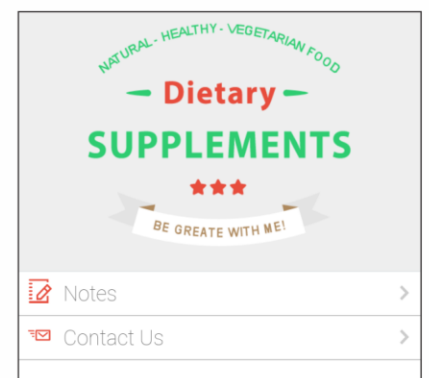 NATURAL - HEALTHY - VEGETARIAN FOOD
Dietary
SUPPLEMENTS
BE GREATE WITH ME!
Notes
Contact Us